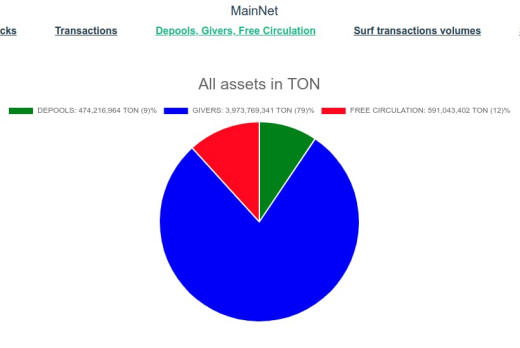 MainNet
cks Transactions Depools, Givers, Free Circulation Surf transactions volumes
All assets in TON
DEPOOLS: 474,216,964 TON (9)% GIVERS: 3,973,769,341 TON (79)% FREE CIRCULATION: 591,043,402 TON (12)%